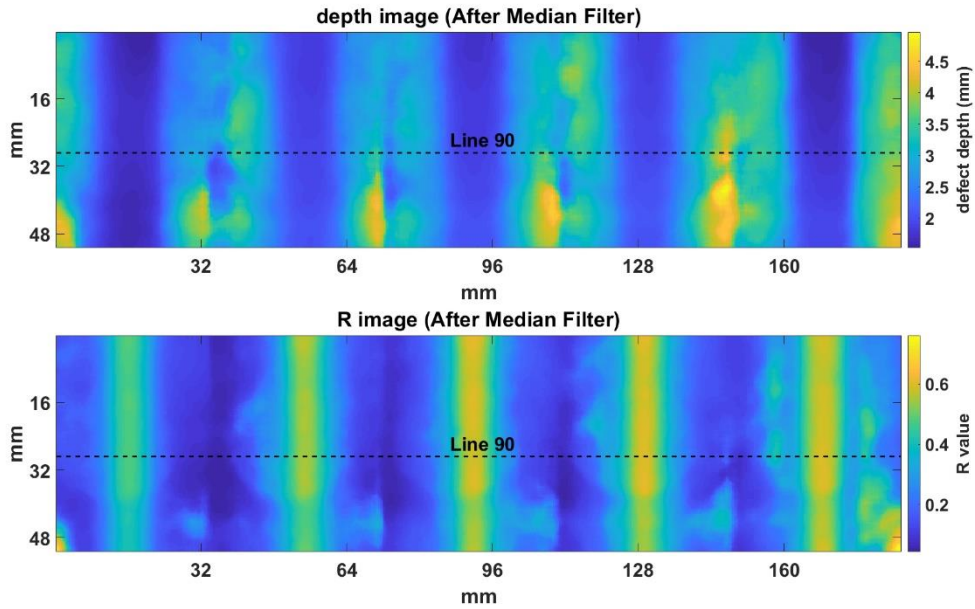 depth image (After Median Filter)
mm
16
32
48
Line 90
32 64 96 128 160
mm
4.5
4
3.5
3
2.5
2
defect depth (mm)
R image (After Median Filter)
mm
16
32
48
Line 90
32 64 96 128 160
mm
0.6
0.4
0.2
R value